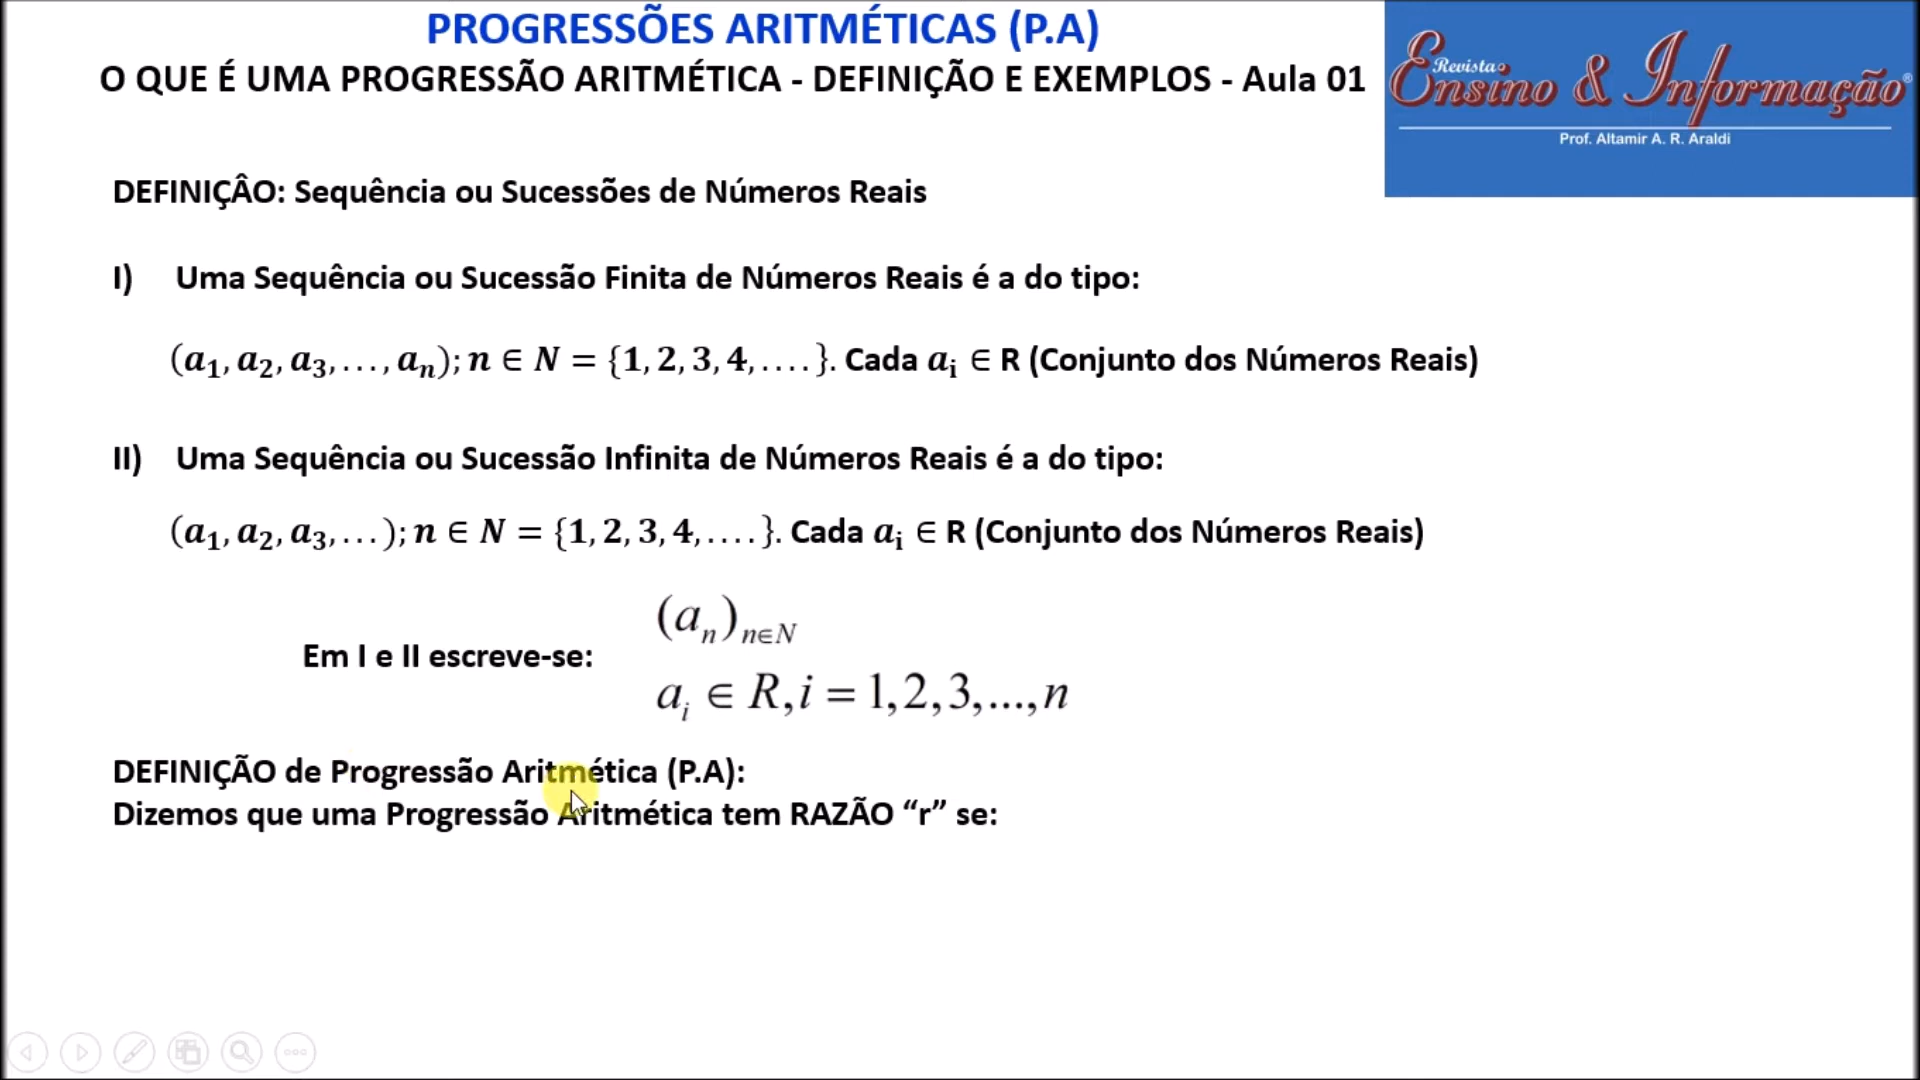 PROGRESSÕES ARITMÉTICAS (P.A)
O QUE É UMA PROGRESSÃO ARITMÉTICA - DEFINIÇÃO E EXEMPLOS - Aula 01
Revista
Ensino & Informação®
Prof. Altamir A. R. Araldi
DEFINIÇÂO: Sequência ou Sucessões de Números Reais
I) Uma Sequência ou Sucessão Finita de Números Reais é a do tipo:
(a₁, a₂, a₃, . . . , aₙ); n ∈ N = {1, 2, 3, 4, . . . . }. Cada aᵢ ∈ R (Conjunto dos Números Reais)
II) Uma Sequência ou Sucessão Infinita de Números Reais é a do tipo:
(a₁, a₂, a₃, . . . ); n ∈ N = {1, 2, 3, 4, . . . . }. Cada aᵢ ∈ R (Conjunto dos Números Reais)
(aₙ)ₙ∈N
Em I e II escreve-se:
aᵢ ∈ R, i = 1, 2, 3, ..., n
DEFINIÇÃO de Progressão Aritmética (P.A):
Dizemos que uma Progressão Aritmética tem RAZÃO “r” se: